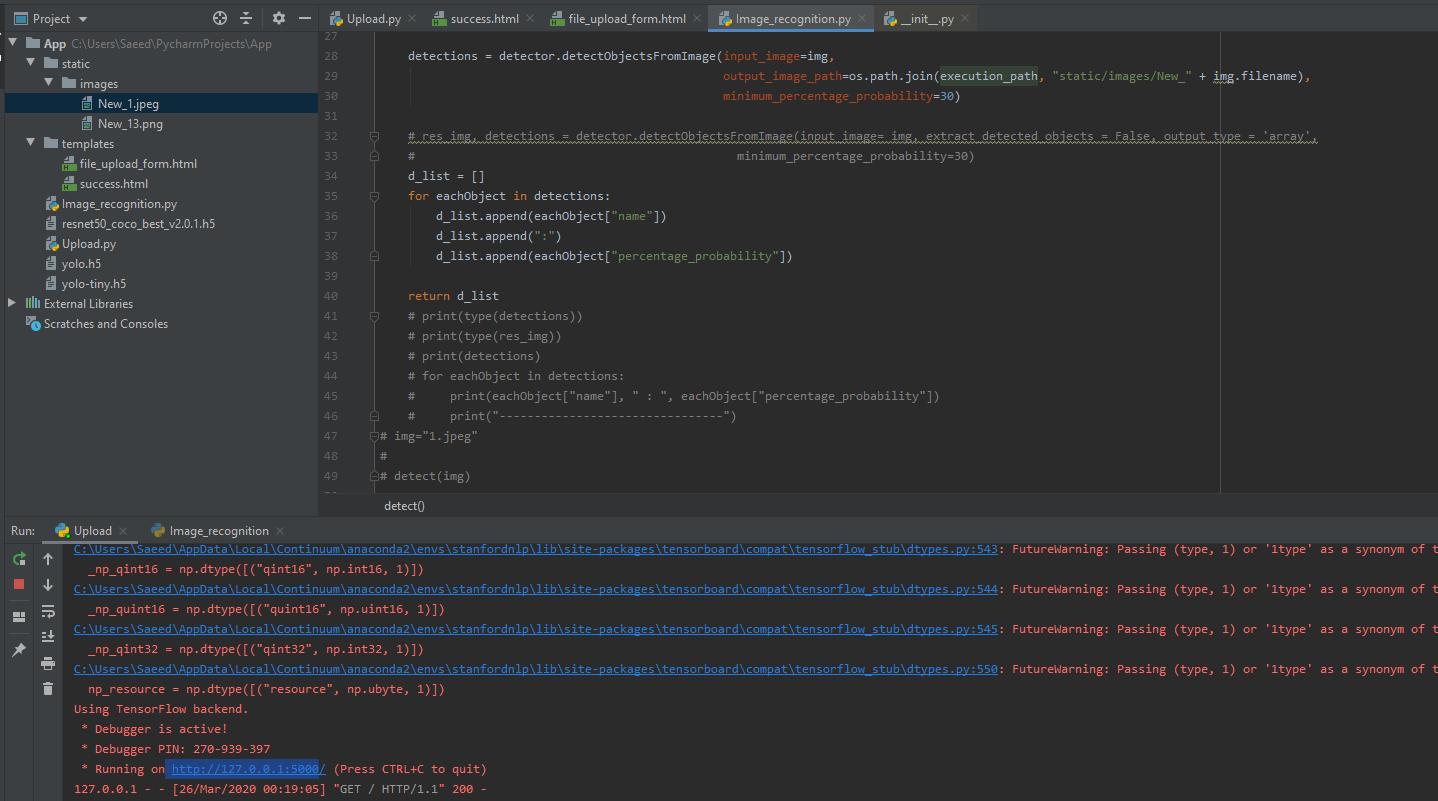 Project
Upload.py
success.html
file_upload_form.html
Image_recognition.py
__init__.py
App C:\Users\Saeed\PycharmProjects\App
static
images
New_1.jpeg
New_13.png
templates
file_upload_form.html
success.html
Image_recognition.py
resnet50_coco_best_v2.0.1.h5
Upload.py
yolo.h5
yolo-tiny.h5
External Libraries
Scratches and Consoles
27
28 detections = detector.detectObjectsFromImage(input_image=img,
29 output_image_path=os.path.join(execution_path, "static/images/New_" + img.filename),
30 minimum_percentage_probability=30)
31
32 # res_img, detections = detector.detectObjectsFromImage(input_image= img, extract_detected_objects = False, output_type = 'array',
33 # minimum_percentage_probability=30)
34 d_list = []
35 for eachObject in detections:
36 d_list.append(eachObject["name"])
37 d_list.append(":")
38 d_list.append(eachObject["percentage_probability"])
39
40 return d_list
41 # print(type(detections))
42 # print(type(res_img))
43 # print(detections)
44 # for eachObject in detections:
45 # print(eachObject["name"], " : ", eachObject["percentage_probability"])
46 # print("--------------------------------")
47 # img="1.jpeg"
48 #
49 # detect(img)
detect()
Run: Upload Image_recognition
C:\Users\Saeed\AppData\Local\Continuum\anaconda2\envs\stanfordnlp\lib\site-packages\tensorboard\compat\tensorflow_stub\dtypes.py:543: FutureWarning: Passing (type, 1) or '1type' as a synonym of t
_np_qint16 = np.dtype([("qint16", np.int16, 1)])
C:\Users\Saeed\AppData\Local\Continuum\anaconda2\envs\stanfordnlp\lib\site-packages\tensorboard\compat\tensorflow_stub\dtypes.py:544: FutureWarning: Passing (type, 1) or '1type' as a synonym of t
_np_quint16 = np.dtype([("quint16", np.uint16, 1)])
C:\Users\Saeed\AppData\Local\Continuum\anaconda2\envs\stanfordnlp\lib\site-packages\tensorboard\compat\tensorflow_stub\dtypes.py:545: FutureWarning: Passing (type, 1) or '1type' as a synonym of t
_np_qint32 = np.dtype([("qint32", np.int32, 1)])
C:\Users\Saeed\AppData\Local\Continuum\anaconda2\envs\stanfordnlp\lib\site-packages\tensorboard\compat\tensorflow_stub\dtypes.py:550: FutureWarning: Passing (type, 1) or '1type' as a synonym of t
np_resource = np.dtype([("resource", np.ubyte, 1)])
Using TensorFlow backend.
* Debugger is active!
* Debugger PIN: 270-939-397
* Running on http://127.0.0.1:5000/ (Press CTRL+C to quit)
127.0.0.1 - - [26/Mar/2020 00:19:05] "GET / HTTP/1.1" 200 -